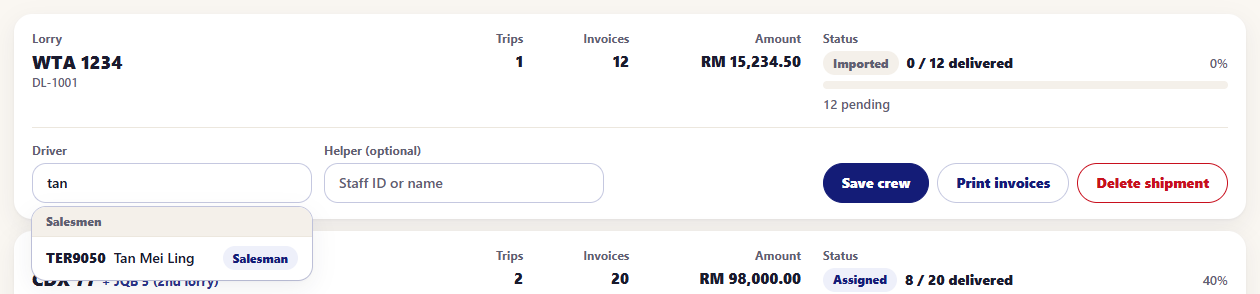 Lorry Trips Invoices Amount Status
WTA 1234 1 12 RM 15,234.50 Imported 0 / 12 delivered 0%
DL-1001
12 pending
Driver Helper (optional)
tan Staff ID or name Save crew Print invoices Delete shipment
Salesmen
TER9050 Tan Mei Ling Salesman
Trips Invoices Amount Status
2 20 RM 98,000.00 Assigned 8 / 20 delivered 40%
(2nd lorry)